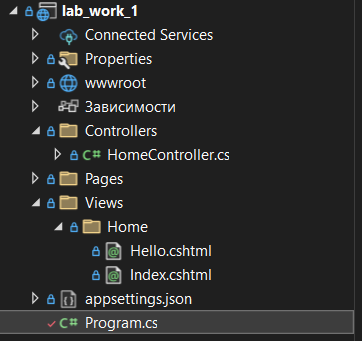 lab_work_1
Connected Services
Properties
wwwroot
Зависимости
Controllers
C# HomeController.cs
Pages
Views
Home
Hello.cshtml
Index.cshtml
appsettings.json
C# Program.cs